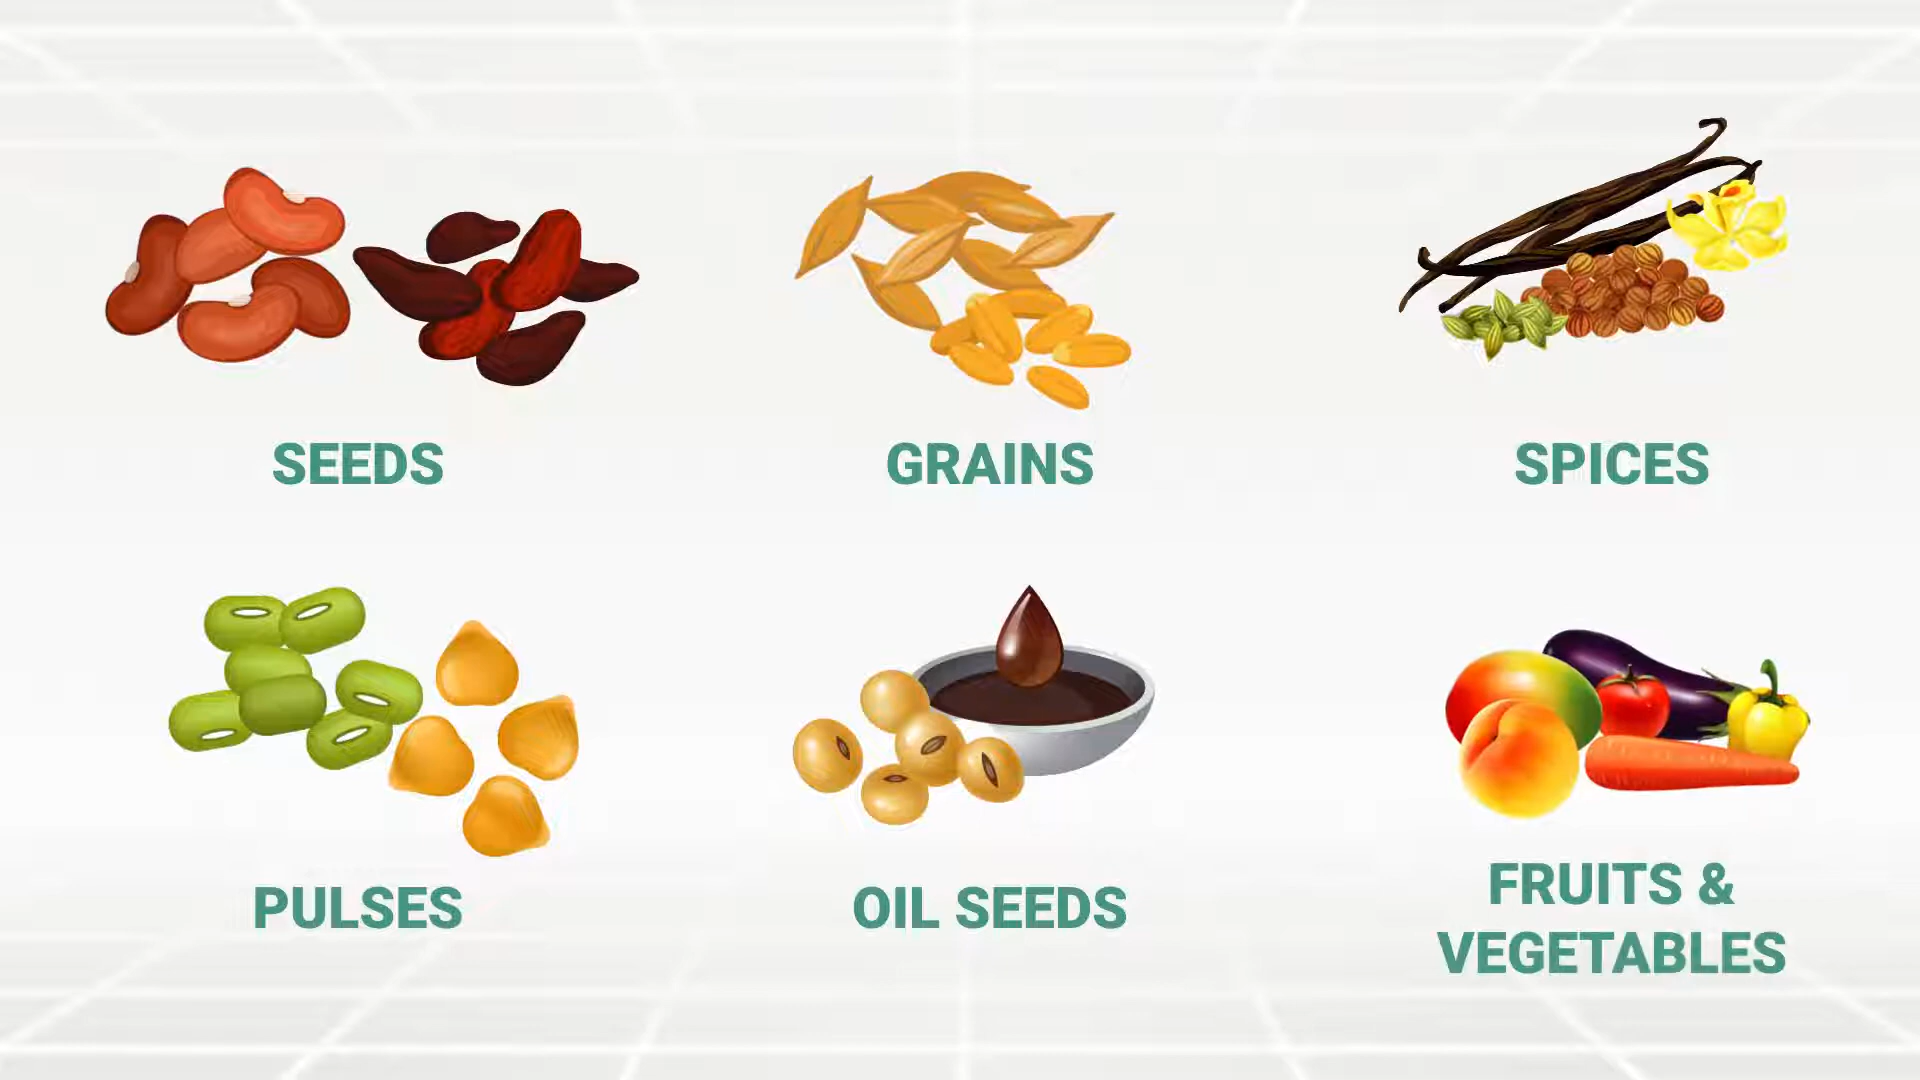 SEEDS
GRAINS
SPICES
PULSES
OIL SEEDS
FRUITS &
VEGETABLES